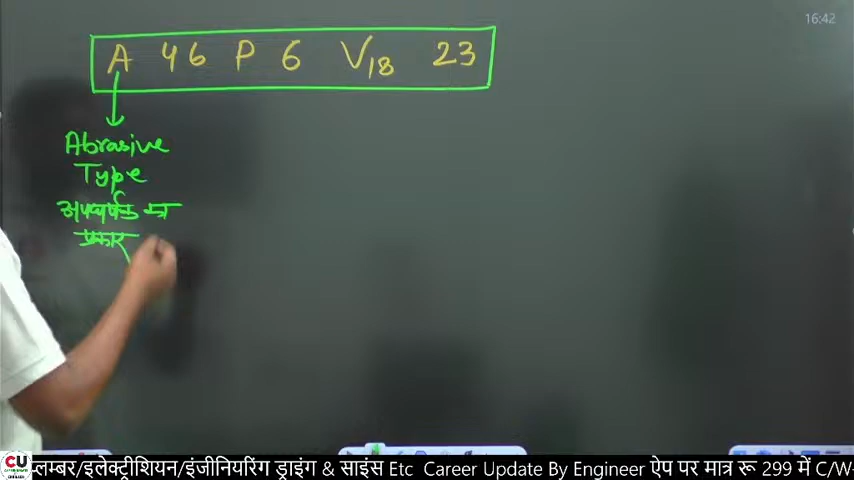 16:42
A 46 P 6 V18 23
Abrasive
Type
अपघर्षक का
प्रकार
CU
लम्बर/इलेक्ट्रीशियन/इंजीनियरिंग ड्राइंग & साइंस Etc Career Update By Engineer ऐप पर मात्र रू 299 में C/W